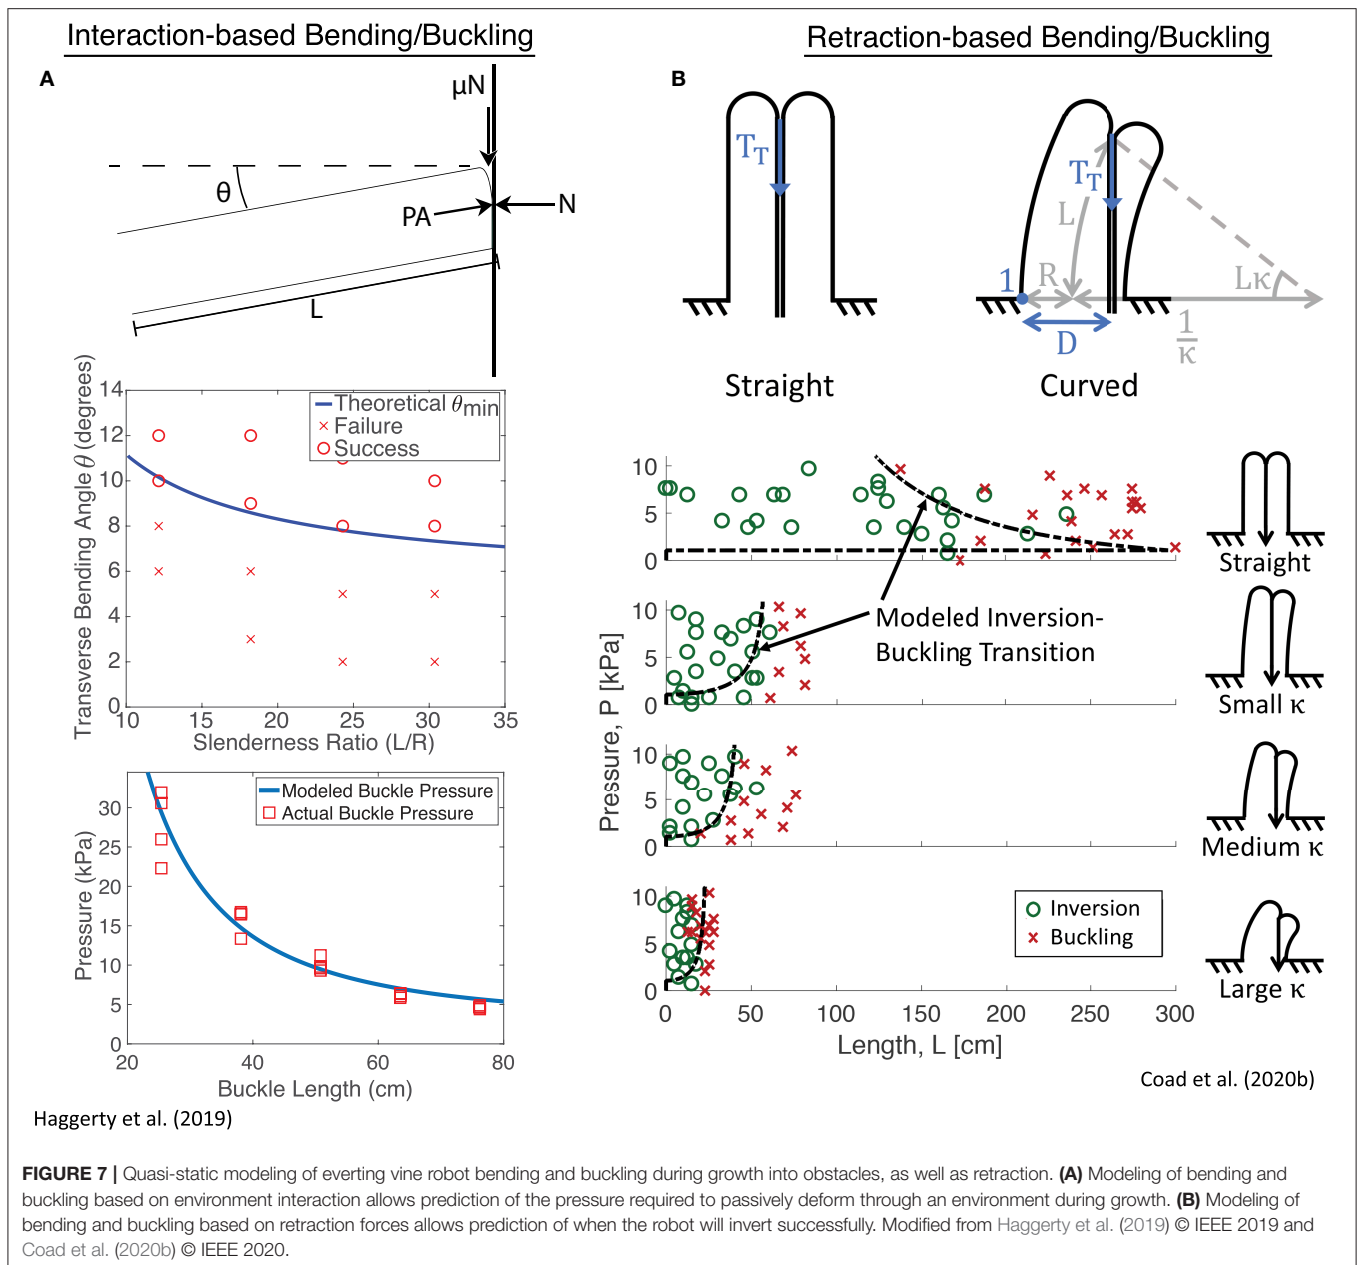 Interaction-based Bending/Buckling
Retraction-based Bending/Buckling
A
μN
θ
PA
N
L
B
T_T
Straight
T_T
L
R
1
D
Lκ
1/κ
Curved
Transverse Bending Angle θ (degrees)
14
12
10
8
6
4
2
0
Theoretical θmin
Failure
Success
10 15 20 25 30 35
Slenderness Ratio (L/R)
Pressure (kPa)
30
25
20
15
10
5
0
Modeled Buckle Pressure
Actual Buckle Pressure
20 40 60 80
Buckle Length (cm)
Haggerty et al. (2019)
Pressure, P [kPa]
10
5
0
Straight
Modeled Inversion-
Buckling Transition
10
5
0
Small κ
10
5
0
Medium κ
10
5
0
Inversion
Buckling
Large κ
0 50 100 150 200 250 300
Length, L [cm]
Coad et al. (2020b)
FIGURE 7 | Quasi-static modeling of everting vine robot bending and buckling during growth into obstacles, as well as retraction. (A) Modeling of bending and
buckling based on environment interaction allows prediction of the pressure required to passively deform through an environment during growth. (B) Modeling of
bending and buckling based on retraction forces allows prediction of when the robot will invert successfully. Modified from Haggerty et al. (2019) © IEEE 2019 and
Coad et al. (2020b) © IEEE 2020.